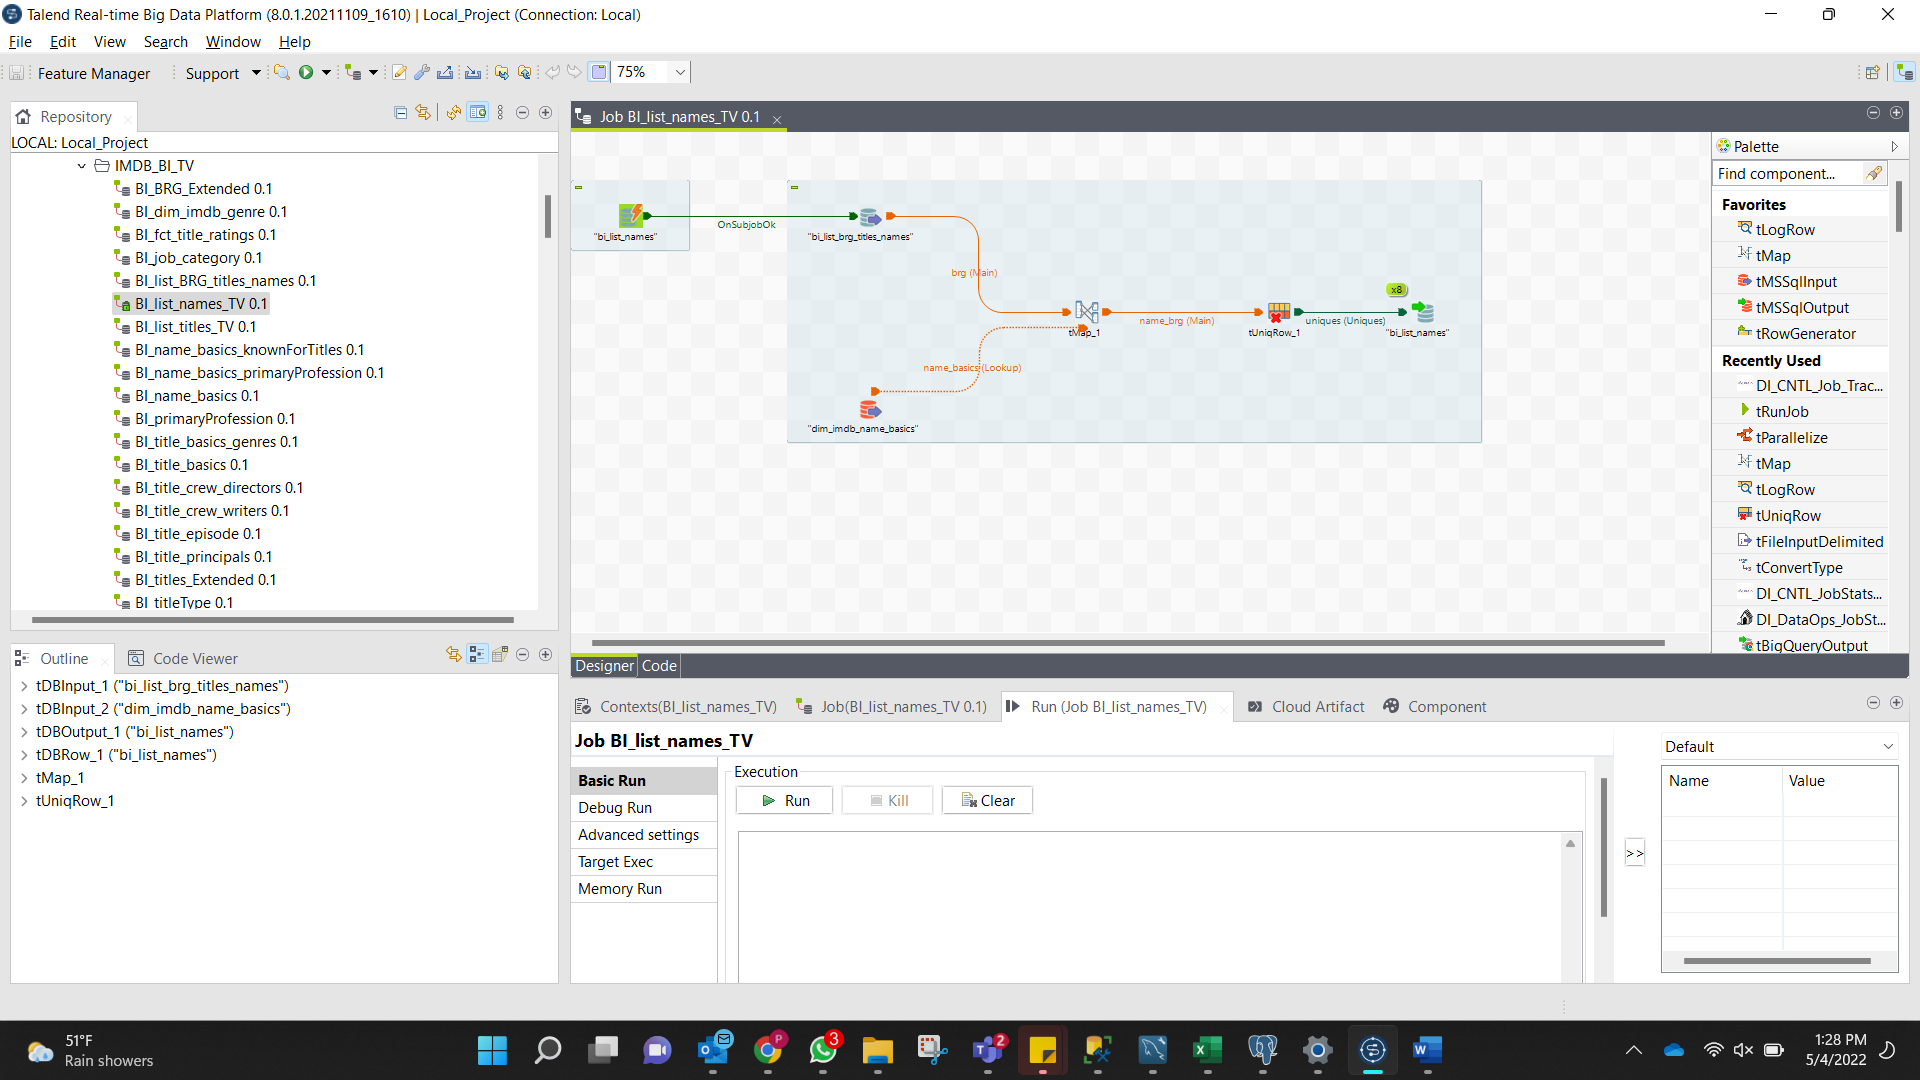 Talend Real-time Big Data Platform (8.0.1.20211109_1610) | Local_Project (Connection: Local)
File Edit View Search Window Help
Feature Manager Support 75%
Repository
LOCAL: Local_Project
IMDB_BI_TV
BI_BRG_Extended 0.1
BI_dim_imdb_genre 0.1
BI_fct_title_ratings 0.1
BI_job_category 0.1
BI_list_BRG_titles_names 0.1
BI_list_names_TV 0.1
BI_list_titles_TV 0.1
BI_name_basics_knownForTitles 0.1
BI_name_basics_primaryProfession 0.1
BI_name_basics 0.1
BI_primaryProfession 0.1
BI_title_basics_genres 0.1
BI_title_basics 0.1
BI_title_crew_directors 0.1
BI_title_crew_writers 0.1
BI_title_episode 0.1
BI_title_principals 0.1
BI_titles_Extended 0.1
BI_titleType 0.1
Outline Code Viewer
tDBInput_1 ("bi_list_brg_titles_names")
tDBInput_2 ("dim_imdb_name_basics")
tDBOutput_1 ("bi_list_names")
tDBRow_1 ("bi_list_names")
tMap_1
tUniqRow_1
Job BI_list_names_TV 0.1
"bi_list_names"
OnSubjobOk
"bi_list_brg_titles_names"
brg (Main)
x8
tMap_1
name_brg (Main)
tUniqRow_1
uniques (Uniques)
"bi_list_names"
name_basics (Lookup)
"dim_imdb_name_basics"
Designer Code
Palette
Find component...
Favorites
tLogRow
tMap
tMSSqlInput
tMSSqlOutput
tRowGenerator
Recently Used
DI_CNTL_Job_Trac...
tRunJob
tParallelize
tMap
tLogRow
tUniqRow
tFileInputDelimited
tConvertType
DI_CNTL_JobStats...
DI_DataOps_JobSt...
tBigQueryOutput
Contexts(BI_list_names_TV) Job(BI_list_names_TV 0.1) Run (Job BI_list_names_TV) Cloud Artifact Component
Job BI_list_names_TV
Basic Run
Debug Run
Advanced settings
Target Exec
Memory Run
Execution
Run Kill Clear
>>
Default
Name Value
51°F
Rain showers
P
3
2
1:28 PM
5/4/2022